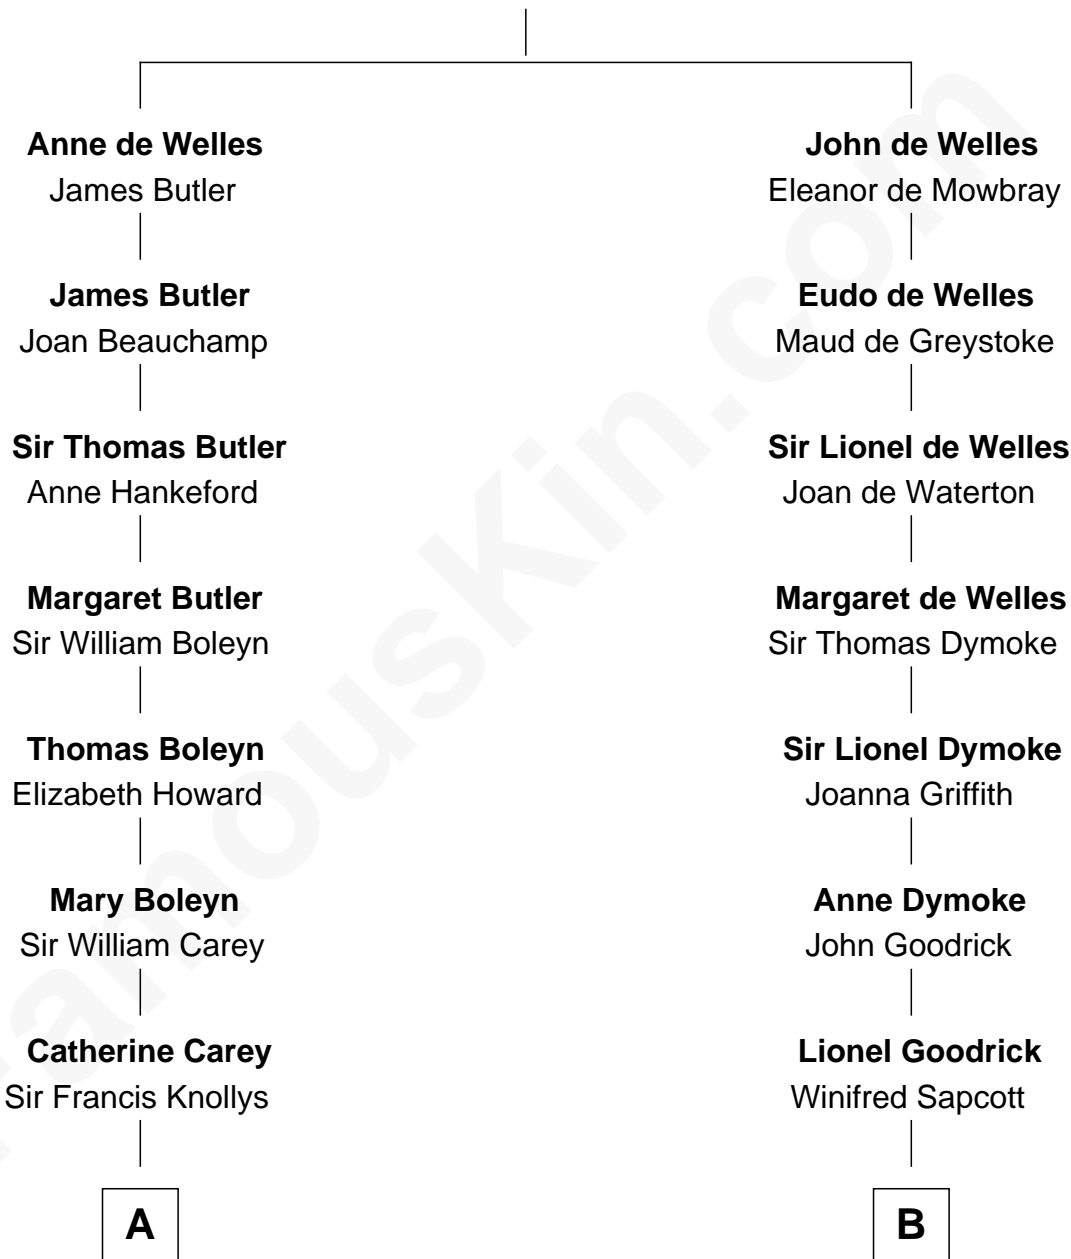 Anne de Welles
James Butler
James Butler
Joan Beauchamp
Sir Thomas Butler
Anne Hankeford
Margaret Butler
Sir William Boleyn
Thomas Boleyn
Elizabeth Howard
Mary Boleyn
Sir William Carey
Catherine Carey
Sir Francis Knollys
A
John de Welles
Eleanor de Mowbray
Eudo de Welles
Maud de Greystoke
Sir Lionel de Welles
Joan de Waterton
Margaret de Welles
Sir Thomas Dymoke
Sir Lionel Dymoke
Joanna Griffith
Anne Dymoke
John Goodrick
Lionel Goodrick
Winifred Sapcott
B
FamousKin.com